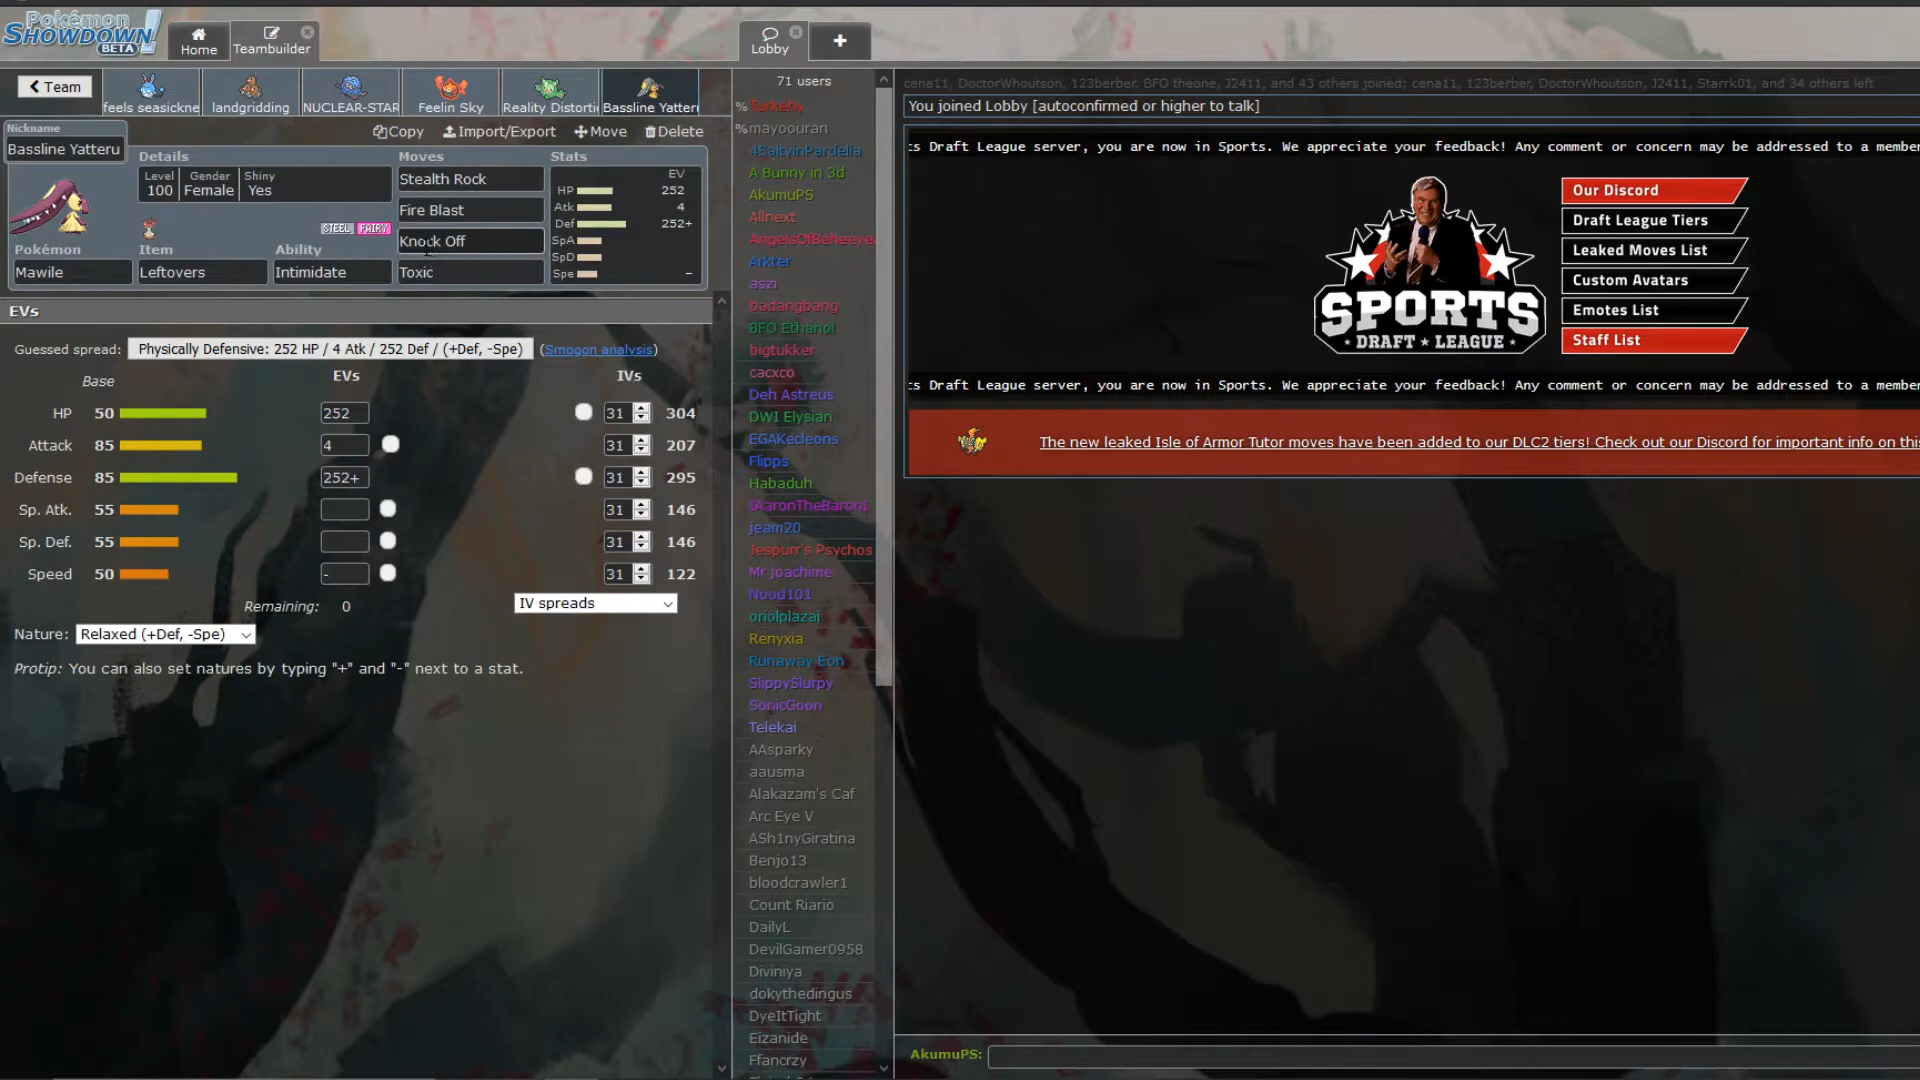 Pokémon
SHOWDOWN!
BETA
Home
Teambuilder
Lobby
+
Team
feels seasickne
landgridding
NUCLEAR-STAR
Feelin Sky
Reality Distorti
Bassline Yatteru
Nickname
Bassline Yatteru
Copy
Import/Export
Move
Delete
Details
Level
100
Gender
Female
Shiny
Yes
STEEL
FAIRY
Pokémon
Mawile
Item
Leftovers
Ability
Intimidate
Moves
Stealth Rock
Fire Blast
Knock Off
Toxic
Stats
EV
HP 252
Atk 4
Def 252+
SpA
SpD
Spe –
EVs
Guessed spread: Physically Defensive: 252 HP / 4 Atk / 252 Def / (+Def, -Spe) (Smogon analysis)
Base EVs IVs
HP 50 252 31 304
Attack 85 4 31 207
Defense 85 252+ 31 295
Sp. Atk. 55 31 146
Sp. Def. 55 31 146
Speed 50 - 31 122
Remaining: 0
IV spreads
Nature: Relaxed (+Def, -Spe)
Protip: You can also set natures by typing "+" and "-" next to a stat.
71 users
%Turkehy
%mayoouran
4SaltyinPardella
A Bunny in 3d
AkumuPS
Allnext
AngelsOfBeheeye
Arkter
aszi
badangbang
BFO Ethanol
bigtukker
cacxco
Deh Astreus
DWI Elysian
EGAKecleons
Flipps
Habaduh
jeam20
Jespurr's Psychos
Mr joachime
Nood101
oriolplazai
Renyxia
Runaway Eon
SlippySlurpy
SonicGoon
Telekai
AAsparky
aausma
Alakazam's Caf
Arc Eye V
ASh1nyGiratina
Benjo13
bloodcrawler1
Count Riario
DailyL
DevilGamer0958
Diviniya
dokythedingus
DyeItTight
Eizanide
Ffancrzy
cena11, DoctorWhoutson, 123berber. BFO theone, J2411, and 43 others joined; cena11, 123berber, DoctorWhoutson, J2411, Starrk01, and 34 others left
You joined Lobby [autoconfirmed or higher to talk]
ts Draft League server, you are now in Sports. We appreciate your feedback! Any comment or concern may be addressed to a member
SPORTS
DRAFT ★ LEAGUE
Our Discord
Draft League Tiers
Leaked Moves List
Custom Avatars
Emotes List
Staff List
ts Draft League server, you are now in Sports. We appreciate your feedback! Any comment or concern may be addressed to a member
The new leaked Isle of Armor Tutor moves have been added to our DLC2 tiers! Check out our Discord for important info on this
AkumuPS: